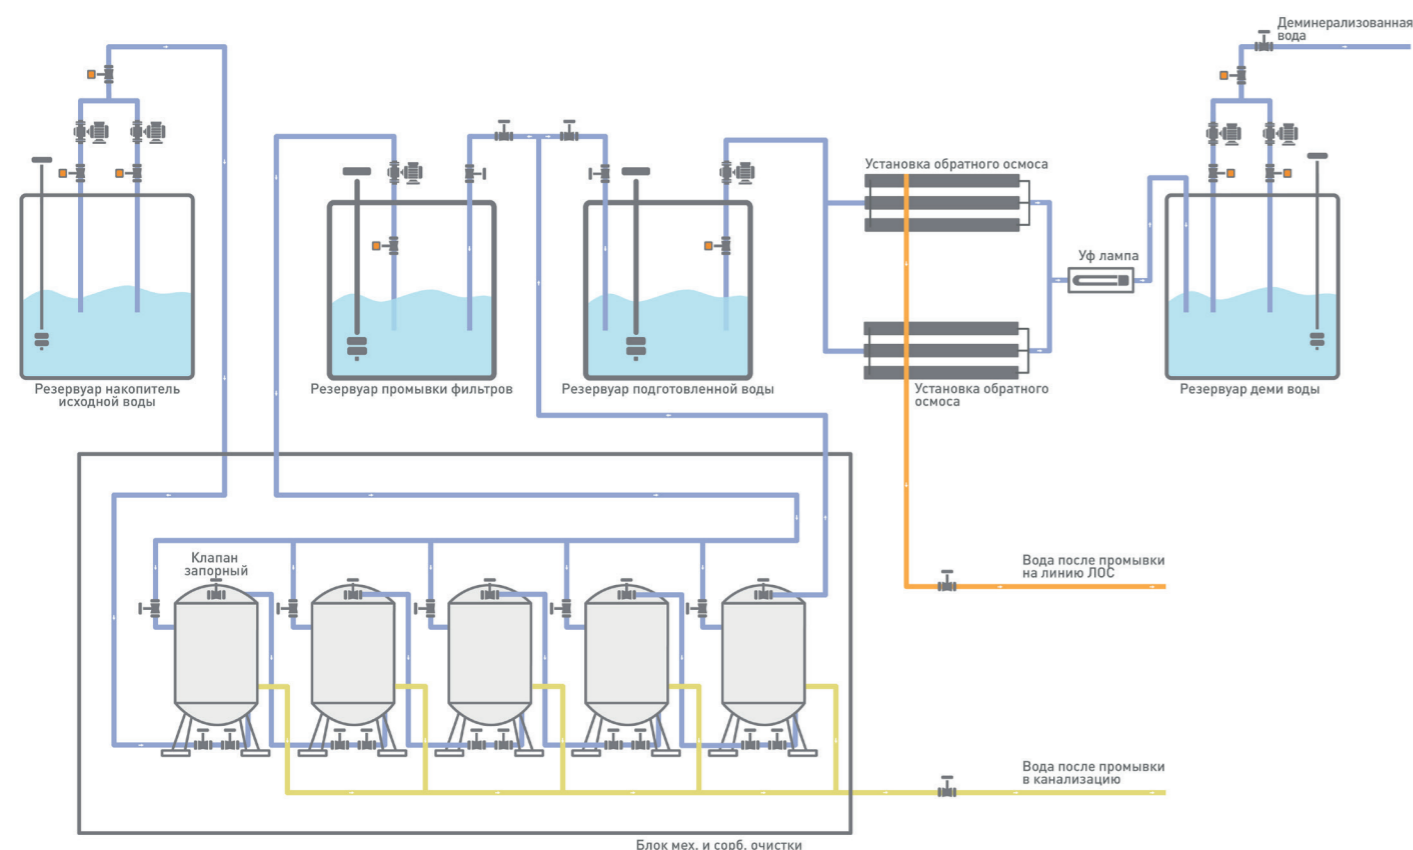 Деминерализованная
вода
Установка обратного осмоса
Уф лампа
Резервуар накопитель
исходной воды
Резервуар промывки фильтров
Резервуар подготовленной воды
Установка обратного
осмоса
Резервуар деми воды
Клапан
запорный
Вода после промывки
на линию ЛОС
Вода после промывки
в канализацию
Блок мех. и сорб. очистки